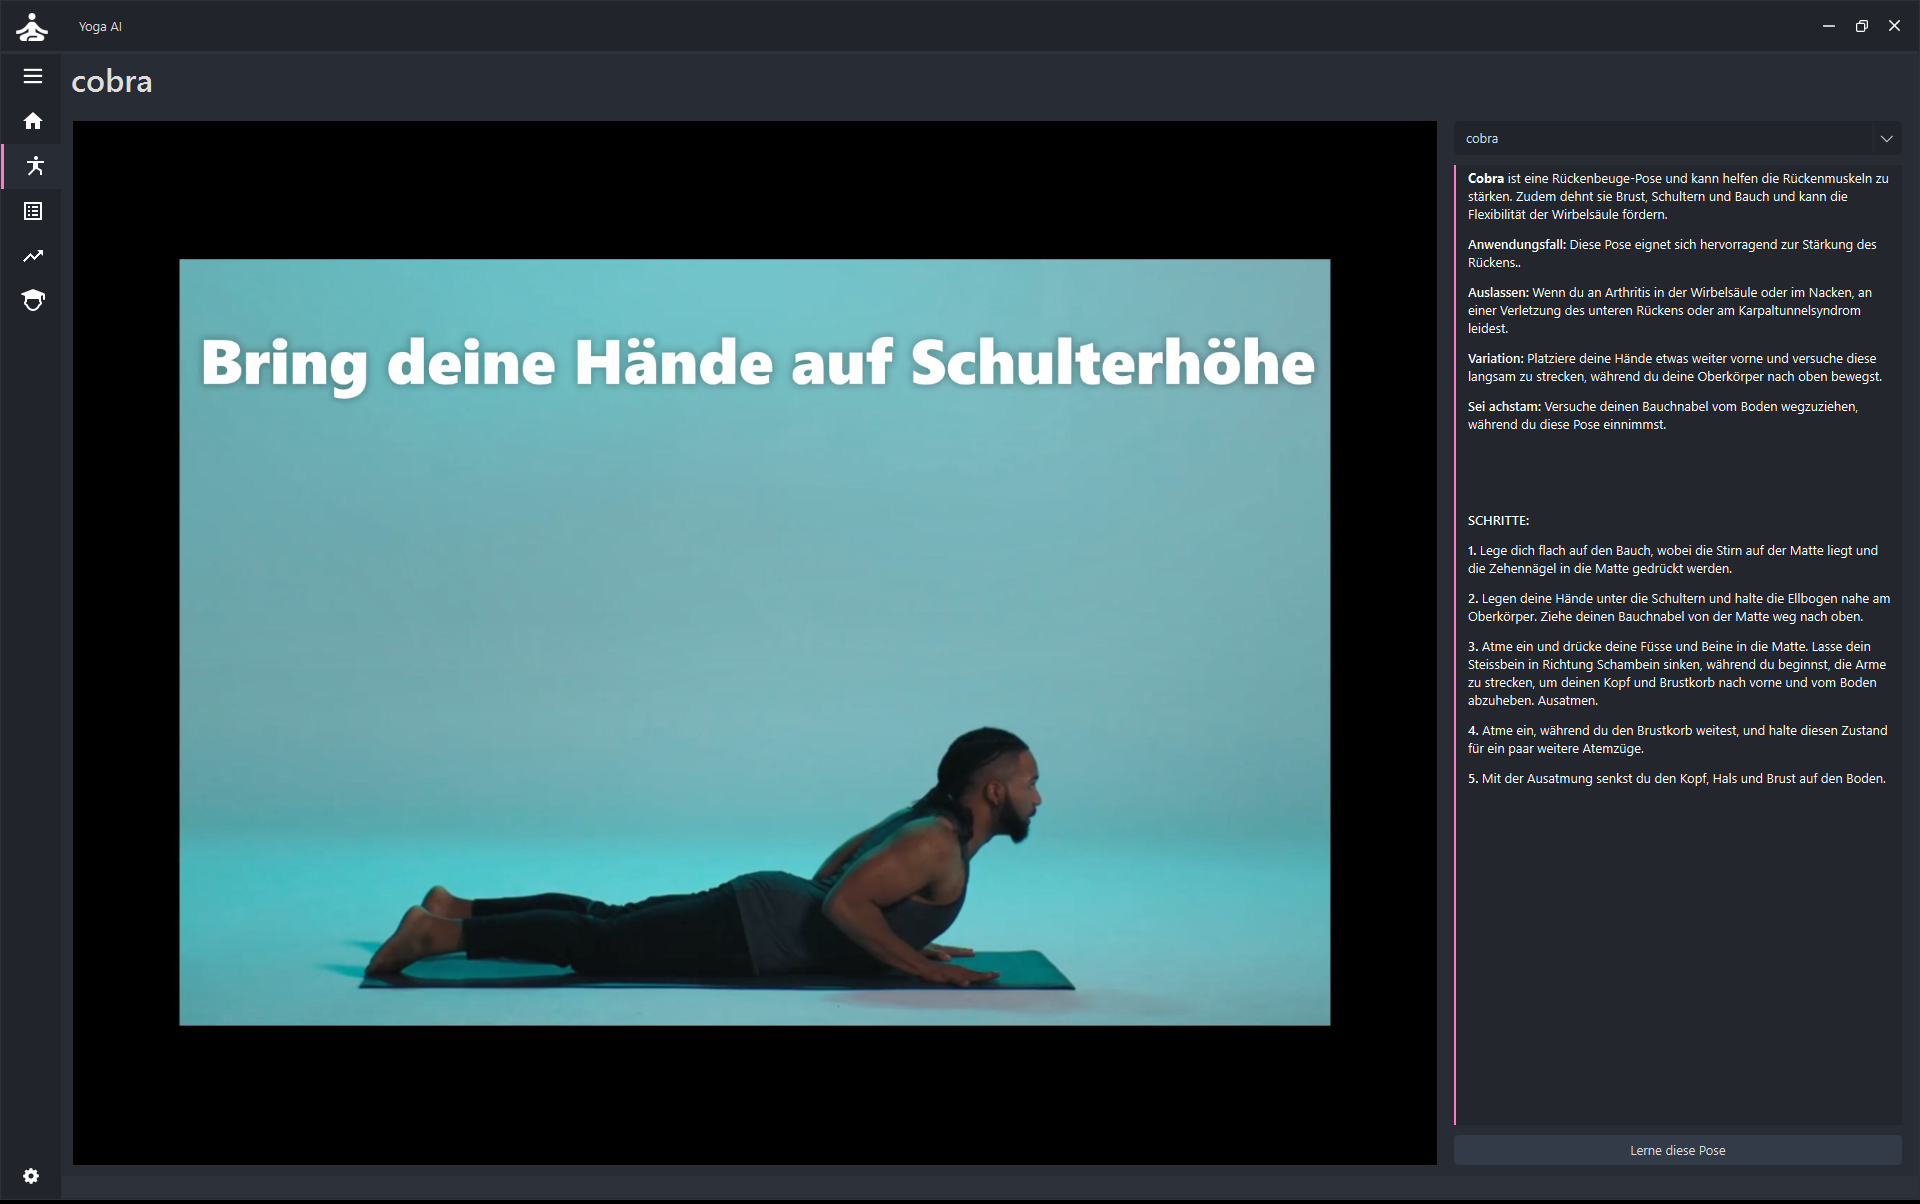 Yoga AI
cobra
Bring deine Hände auf Schulterhöhe
cobra
Cobra ist eine Rückenbeuge-Pose und kann helfen die Rückenmuskeln zu
stärken. Zudem dehnt sie Brust, Schultern und Bauch und kann die
Flexibilität der Wirbelsäule fördern.
Anwendungsfall: Diese Pose eignet sich hervorragend zur Stärkung des
Rückens..
Auslassen: Wenn du an Arthritis in der Wirbelsäule oder im Nacken, an
einer Verletzung des unteren Rückens oder am Karpaltunnelsyndrom
leidest.
Variation: Platziere deine Hände etwas weiter vorne und versuche diese
langsam zu strecken, während du deine Oberkörper nach oben bewegst.
Sei achstam: Versuche deinen Bauchnabel vom Boden wegzuziehen,
während du diese Pose einnimmst.
SCHRITTE:
1. Lege dich flach auf den Bauch, wobei die Stirn auf der Matte liegt und
die Zehennägel in die Matte gedrückt werden.
2. Legen deine Hände unter die Schultern und halte die Ellbogen nahe am
Oberkörper. Ziehe deinen Bauchnabel von der Matte weg nach oben.
3. Atme ein und drücke deine Füsse und Beine in die Matte. Lasse dein
Steissbein in Richtung Schambein sinken, während du beginnst, die Arme
zu strecken, um deinen Kopf und Brustkorb nach vorne und vom Boden
abzuheben. Ausatmen.
4. Atme ein, während du den Brustkorb weitest, und halte diesen Zustand
für ein paar weitere Atemzüge.
5. Mit der Ausatmung senkst du den Kopf, Hals und Brust auf den Boden.
Lerne diese Pose